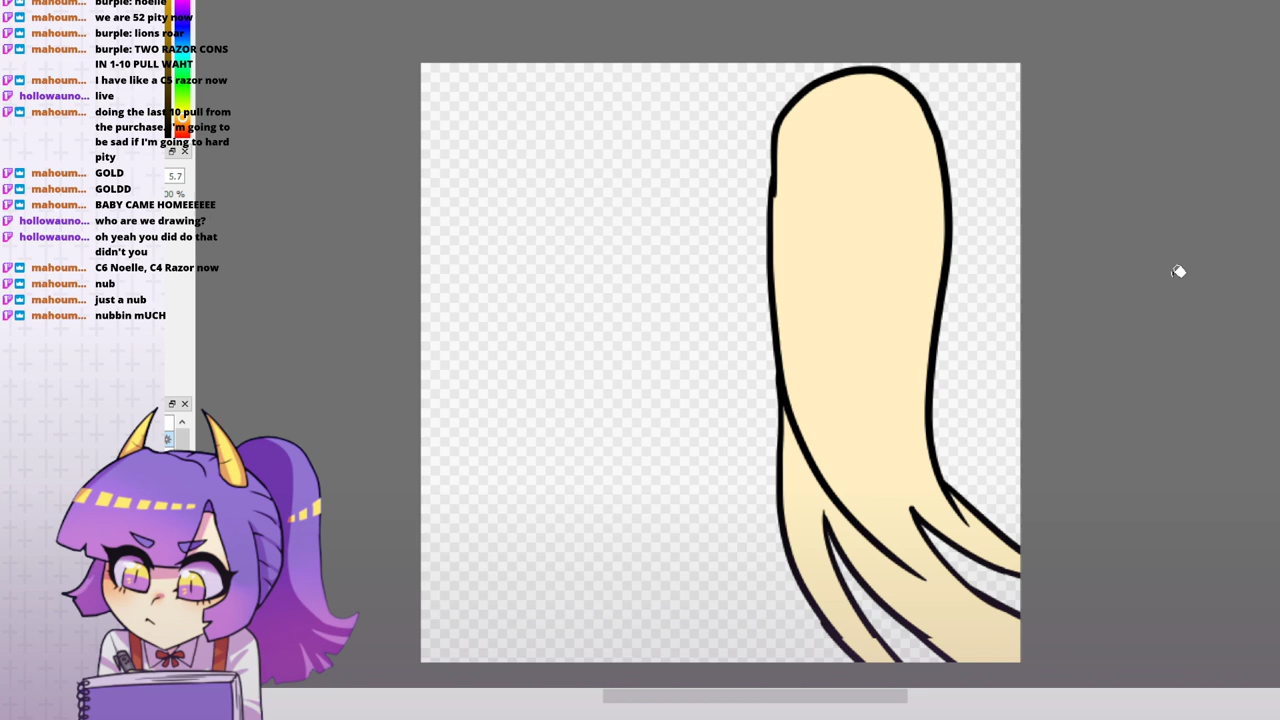 mahoum... burple: noelle
mahoum... we are 52 pity now
mahoum... burple: lions roar
mahoum... burple: TWO RAZOR CONS
IN 1-10 PULL WAHT
mahoum... I have like a C5 razor now
hollowauno... live
mahoum... doing the last 10 pull from
the purchase. I'm going to
be sad if I'm going to hard
pity
5.7
mahoum... GOLD
00 %
mahoum... GOLDD
mahoum... BABY CAME HOMEEEEEE
hollowauno... who are we drawing?
hollowauno... oh yeah you did do that
didn't you
mahoum... C6 Noelle, C4 Razor now
mahoum... nub
mahoum... just a nub
mahoum... nubbin mUCH